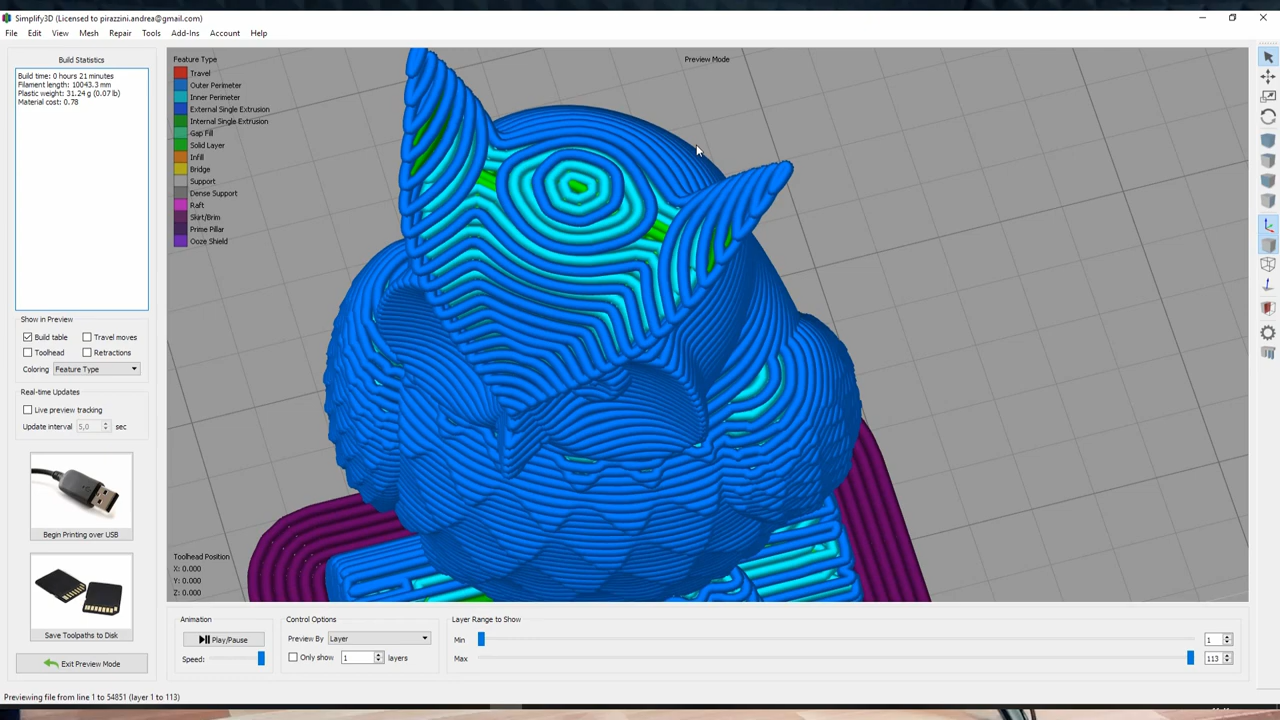 Simplify3D (Licensed to pirazzini.andrea@gmail.com)
File Edit View Mesh Repair Tools Add-Ins Account Help
Build Statistics
Build time: 0 hours 21 minutes
Filament length: 10043.3 mm
Plastic weight: 31.24 g (0.07 lb)
Material cost: 0.78
Show in Preview
Build table
Travel moves
Toolhead
Retractions
Coloring Feature Type
Real-time Updates
Live preview tracking
Update interval 5,0 sec
Begin Printing over USB
Save Toolpaths to Disk
Exit Preview Mode
Feature Type
Travel
Outer Perimeter
Inner Perimeter
External Single Extrusion
Internal Single Extrusion
Gap Fill
Solid Layer
Infill
Bridge
Support
Dense Support
Raft
Skirt/Brim
Prime Pillar
Ooze Shield
Preview Mode
Toolhead Position
X: 0.000
Y: 0.000
Z: 0.000
Animation
Play/Pause
Speed:
Control Options
Preview By Layer
Only show 1 layers
Layer Range to Show
Min 1
Max 113
Previewing file from line 1 to 54851 (layer 1 to 113)